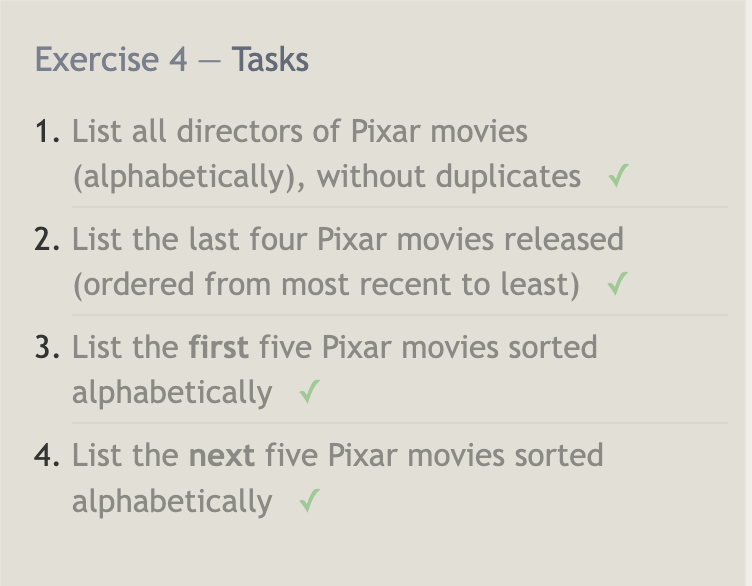 Exercise 4 — Tasks
1. List all directors of Pixar movies
(alphabetically), without duplicates ✓
2. List the last four Pixar movies released
(ordered from most recent to least) ✓
3. List the first five Pixar movies sorted
alphabetically ✓
4. List the next five Pixar movies sorted
alphabetically ✓